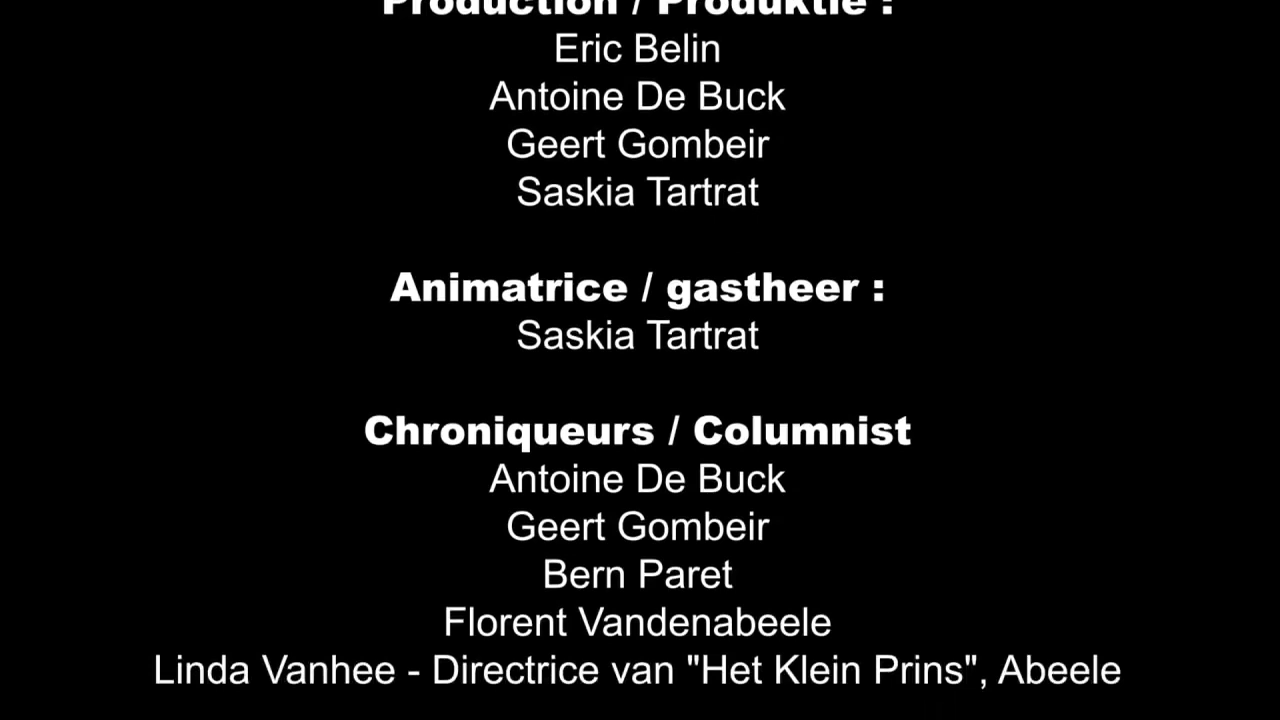 Production / Produktie :
Eric Belin
Antoine De Buck
Geert Gombeir
Saskia Tartrat
Animatrice / gastheer :
Saskia Tartrat
Chroniqueurs / Columnist
Antoine De Buck
Geert Gombeir
Bern Paret
Florent Vandenabeele
Linda Vanhee - Directrice van "Het Klein Prins", Abeele